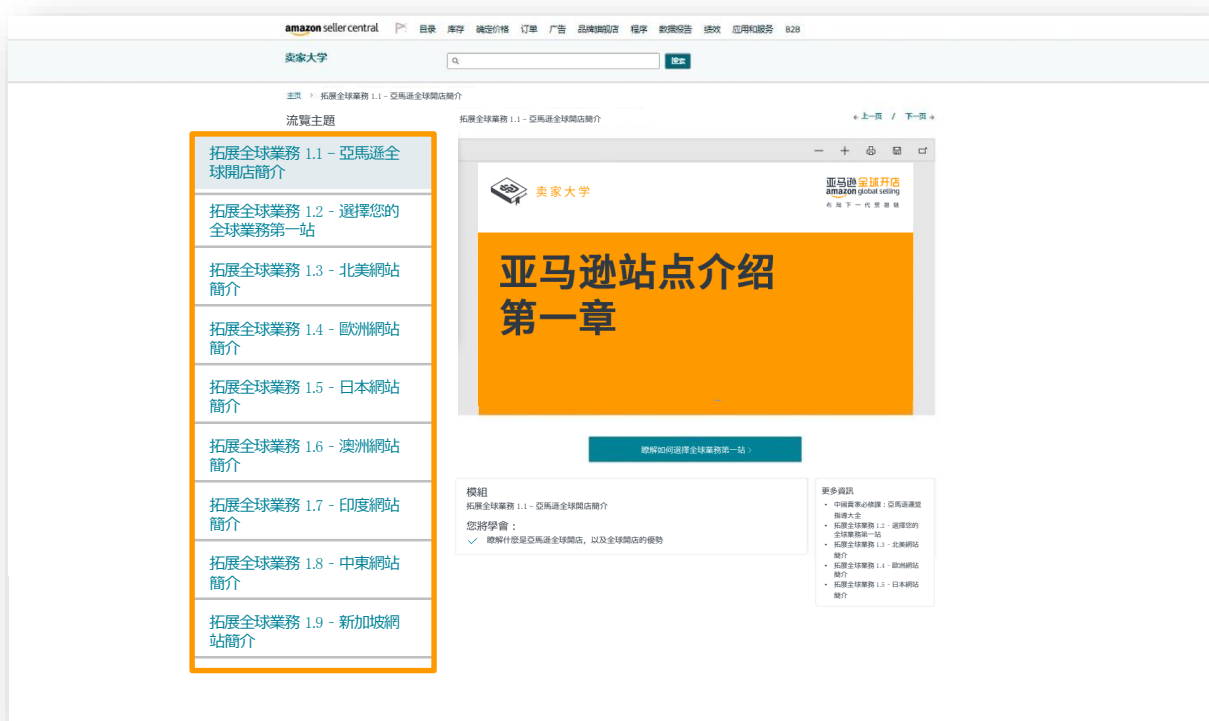 amazon seller central 目录 库存 确定价格 订单 广告 品牌旗舰店 程序 数据报告 绩效 应用和服务 B2B
卖家大学
搜索
主页 › 拓展全球業務 1.1 - 亞馬遜全球開店簡介
流覽主題
拓展全球業務 1.1 - 亞馬遜全球開店簡介
上一页 / 下一页
拓展全球業務 1.1 - 亞馬遜全
球開店簡介
拓展全球業務 1.2 - 選擇您的
全球業務第一站
拓展全球業務 1.3 - 北美網站
簡介
拓展全球業務 1.4 - 歐洲網站
簡介
拓展全球業務 1.5 - 日本網站
簡介
拓展全球業務 1.6 - 澳洲網站
簡介
拓展全球業務 1.7 - 印度網站
簡介
拓展全球業務 1.8 - 中東網站
簡介
拓展全球業務 1.9 - 新加坡網
站簡介
卖家大学
亚马逊全球开店
amazon global selling
布局下一代贸易链
亚马逊站点介绍
第一章
瞭解如何選擇全球業務第一站 ›
模組
拓展全球業務 1.1 - 亞馬遜全球開店簡介
您將學會：
瞭解什麼是亞馬遜全球開店，以及全球開店的優勢
更多資訊
• 中國賣家必修課：亞馬遜運營
指導大全
• 拓展全球業務 1.2 - 選擇您的
全球業務第一站
• 拓展全球業務 1.3 - 北美網站
簡介
• 拓展全球業務 1.4 - 歐洲網站
簡介
• 拓展全球業務 1.5 - 日本網站
簡介